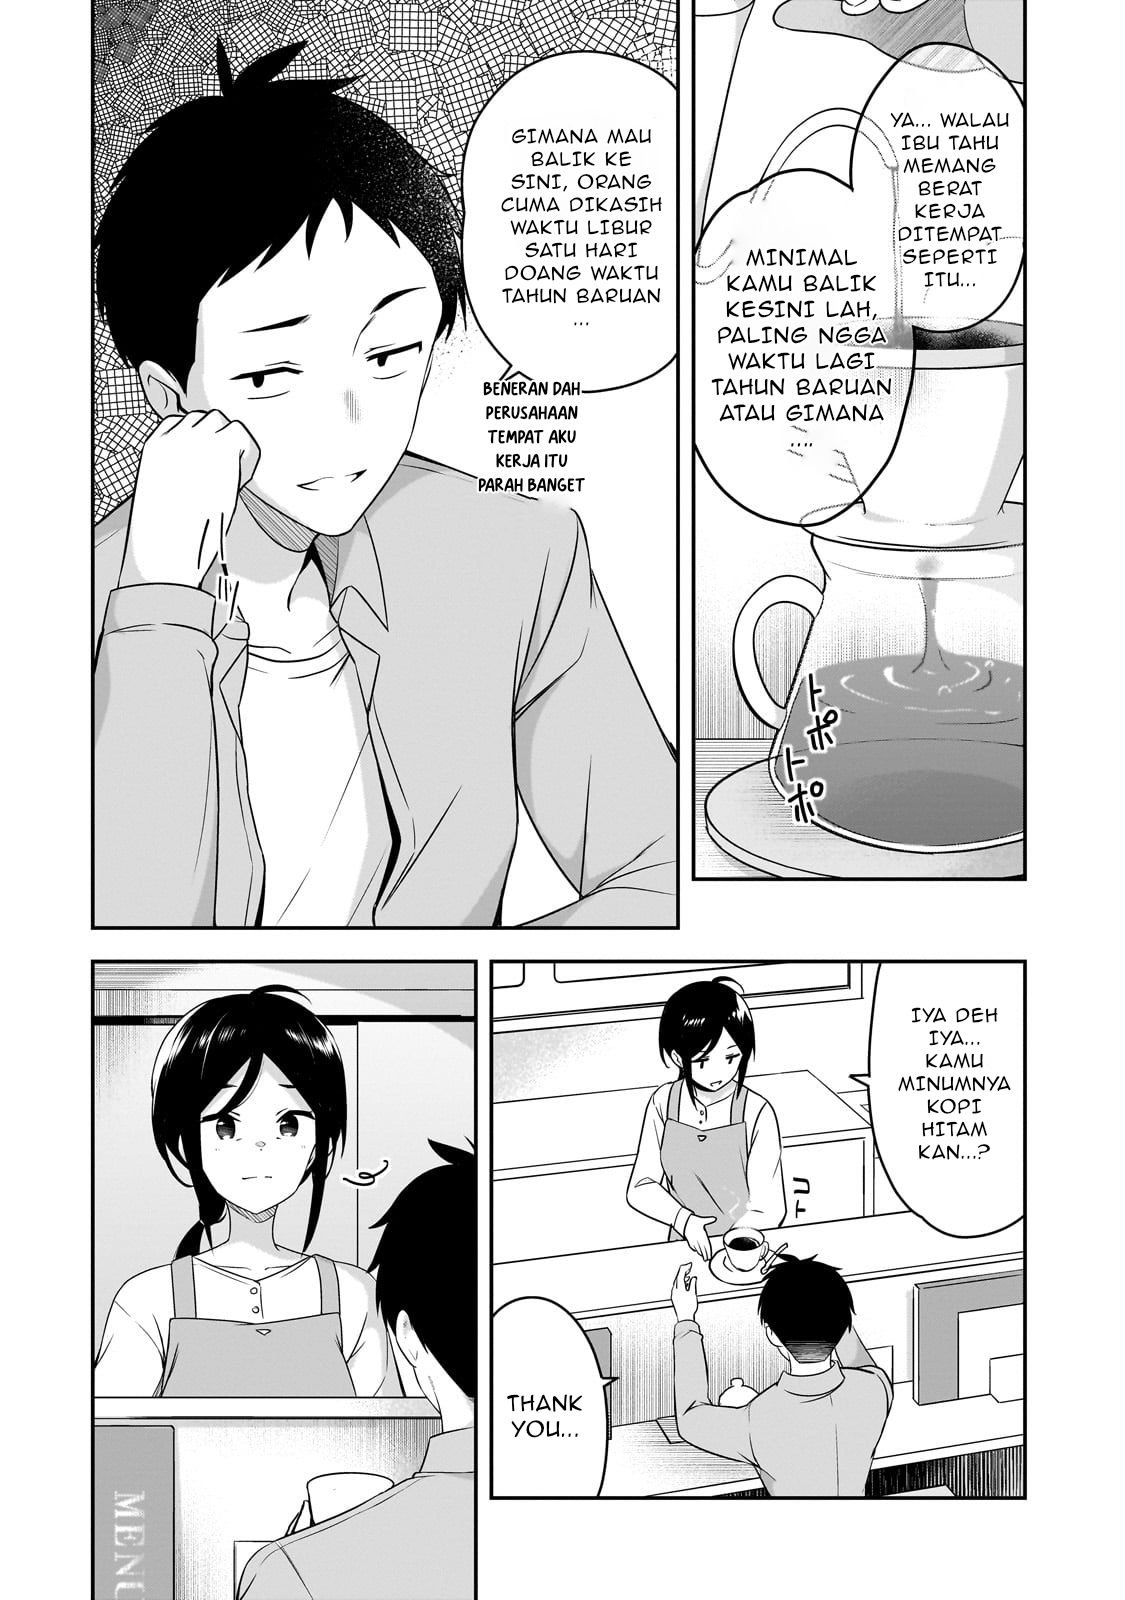 YA... WALAU
IBU TAHU
MEMANG
BERAT
KERJA
DITEMPAT
SEPERTI
ITU...
MINIMAL
KAMU BALIK
KESINI LAH,
PALING NGGA
WAKTU LAGI
TAHUN BARUAN
ATAU GIMANA
....
トポトポ
GIMANA MAU
BALIK KE
SINI, ORANG
CUMA DIKASIH
WAKTU LIBUR
SATU HARI
DOANG WAKTU
TAHUN BARUAN
...
BENERAN DAH
PERUSAHAAN
TEMPAT AKU
KERJA ITU
PARAH BANGET
IYA DEH
IYA...
KAMU
MINUMNYA
KOPI
HITAM
KAN...?
コト
THANK
YOU...
MENU